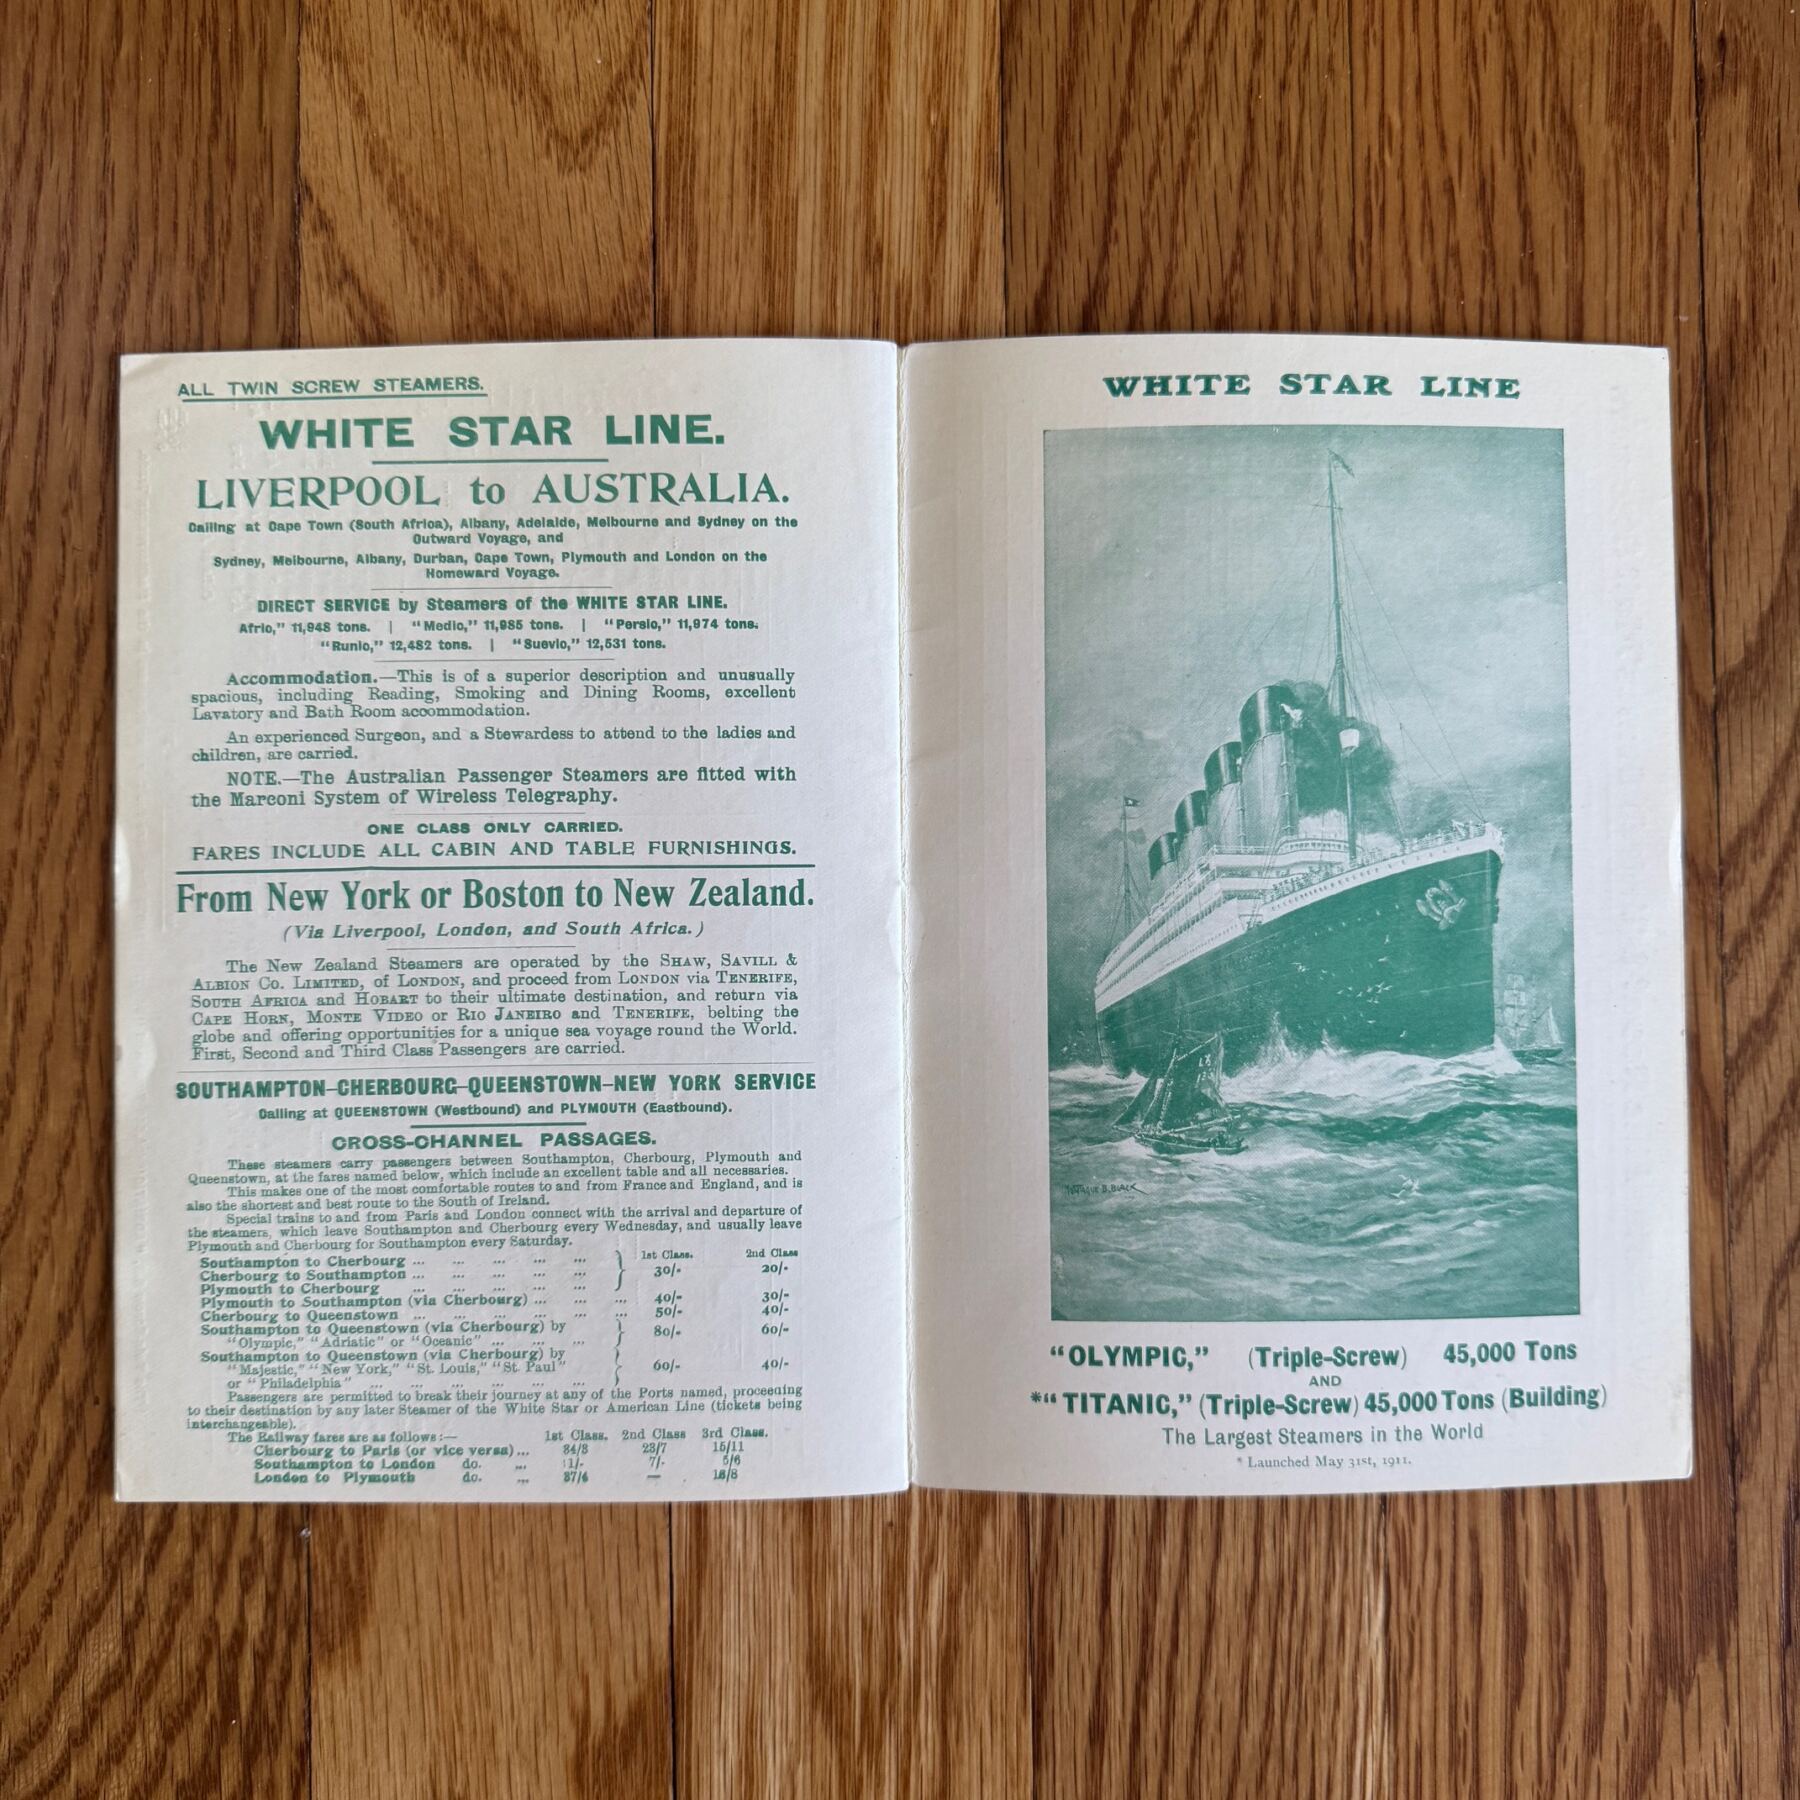 ALL TWIN SCREW STEAMERS.
WHITE STAR LINE.
LIVERPOOL to AUSTRALIA.
Calling at Cape Town (South Africa), Albany, Adelaide, Melbourne and Sydney on the
Outward Voyage, and
Sydney, Melbourne, Albany, Durban, Cape Town, Plymouth and London on the
Homeward Voyage.
DIRECT SERVICE by Steamers of the WHITE STAR LINE.
Afric," 11,948 tons. | "Medic," 11,985 tons. | "Persic," 11,974 tons.
"Runic," 12,482 tons. | "Suevic," 12,531 tons.
Accommodation.—This is of a superior description and unusually
spacious, including Reading, Smoking and Dining Rooms, excellent
Lavatory and Bath Room accommodation.
An experienced Surgeon, and a Stewardess to attend to the ladies and
children, are carried.
NOTE.—The Australian Passenger Steamers are fitted with
the Marconi System of Wireless Telegraphy.
ONE CLASS ONLY CARRIED.
FARES INCLUDE ALL CABIN AND TABLE FURNISHINGS.
From New York or Boston to New Zealand.
(Via Liverpool, London, and South Africa.)
The New Zealand Steamers are operated by the SHAW, SAVILL &
ALBION CO. LIMITED, of LONDON, and proceed from LONDON via TENERIFE,
SOUTH AFRICA and HOBART to their ultimate destination, and return via
CAPE HORN, MONTE VIDEO or RIO JANEIRO and TENERIFE, belting the
globe and offering opportunities for a unique sea voyage round the World.
First, Second and Third Class Passengers are carried.
SOUTHAMPTON–CHERBOURG–QUEENSTOWN–NEW YORK SERVICE
Calling at QUEENSTOWN (Westbound) and PLYMOUTH (Eastbound).
CROSS-CHANNEL PASSAGES.
These steamers carry passengers between Southampton, Cherbourg, Plymouth and
Queenstown, at the fares named below, which include an excellent table and all necessaries.
This makes one of the most comfortable routes to and from France and England, and is
also the shortest and best route to the South of Ireland.
Special trains to and from Paris and London connect with the arrival and departure of
the steamers, which leave Southampton and Cherbourg every Wednesday, and usually leave
Plymouth and Cherbourg for Southampton every Saturday.
1st Class. 2nd Class
Southampton to Cherbourg ... ... ... ... ...
Cherbourg to Southampton ... ... ... ... ... } 30/- 20/-
Plymouth to Cherbourg ... ... ... ... ...
Plymouth to Southampton (via Cherbourg) ... ... ... 40/- 30/-
Cherbourg to Queenstown ... ... ... ... ... ... 50/- 40/-
Southampton to Queenstown (via Cherbourg) by } 80/- 60/-
"Olympic," "Adriatic" or "Oceanic" ... ... ...
Southampton to Queenstown (via Cherbourg) by
"Majestic," "New York," "St. Louis," "St. Paul" } 60/- 40/-
or "Philadelphia" ... ... ... ... ... ...
Passengers are permitted to break their journey at any of the Ports named, proceeding
to their destination by any later Steamer of the White Star or American Line (tickets being
interchangeable).
The Railway fares are as follows:— 1st Class. 2nd Class 3rd Class.
Cherbourg to Paris (or vice versa)... 34/8 23/7 15/11
Southampton to London do. ... 11/- 7/- 5/6
London to Plymouth do. ... 37/4 — 18/8
WHITE STAR LINE
MONTAGUE B. BLACK
"OLYMPIC," (Triple-Screw) 45,000 Tons
AND
*"TITANIC," (Triple-Screw) 45,000 Tons (Building)
The Largest Steamers in the World
* Launched May 31st, 1911.